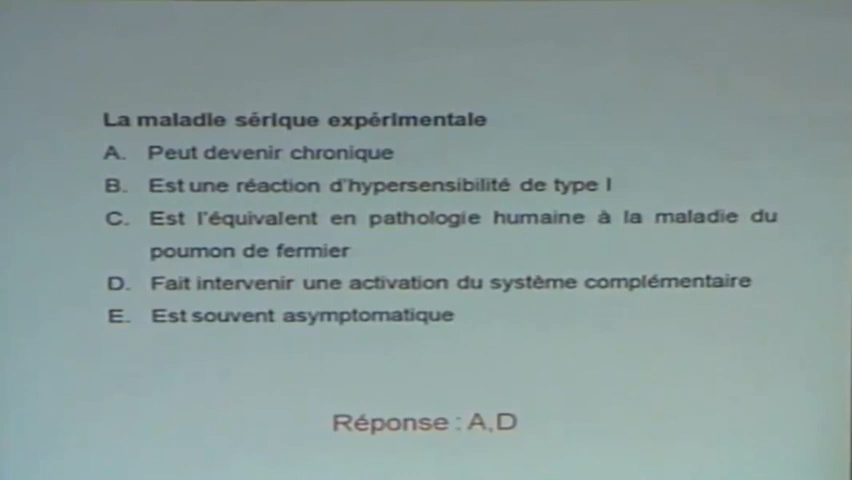 La maladie sérique expérimentale
A. Peut devenir chronique
B. Est une réaction d'hypersensibilité de type I
C. Est l'équivalent en pathologie humaine à la maladie du
poumon de fermier
D. Fait intervenir une activation du système complémentaire
E. Est souvent asymptomatique
Réponse : A,D